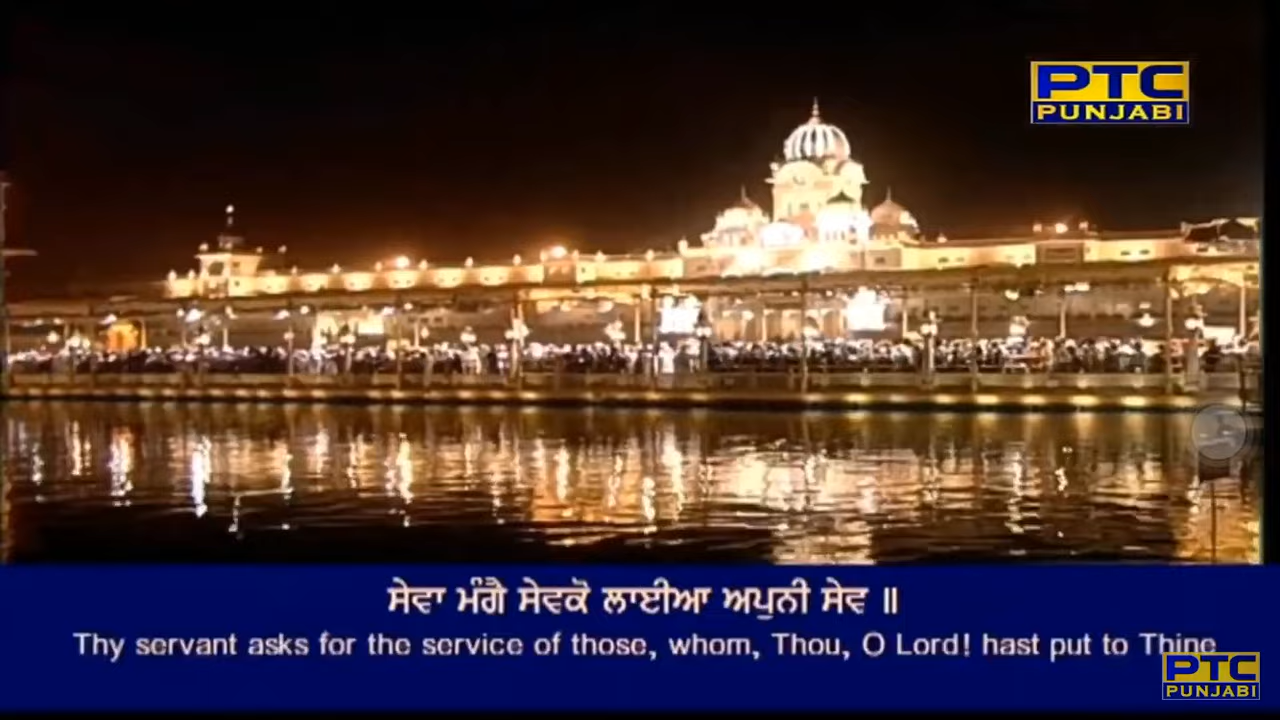 PTC
PUNJABI
ਸੇਵਾ ਮੰਗੈ ਸੇਵਕੋ ਲਾਈਆ ਅਪੁਨੀ ਸੇਵ ॥
Thy servant asks for the service of those, whom, Thou, O Lord! hast put to Thine
PTC
PUNJABI